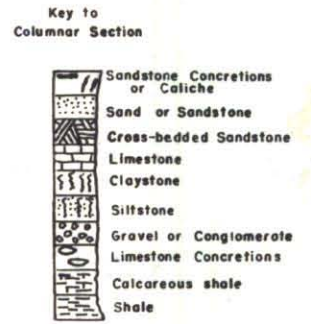 Key to
Columnar Section
Sandstone Concretions
or Caliche
Sand or Sandstone
Cross-bedded Sandstone
Limestone
Claystone
Siltstone
Gravel or Conglomerate
Limestone Concretions
Calcareous shale
Shale